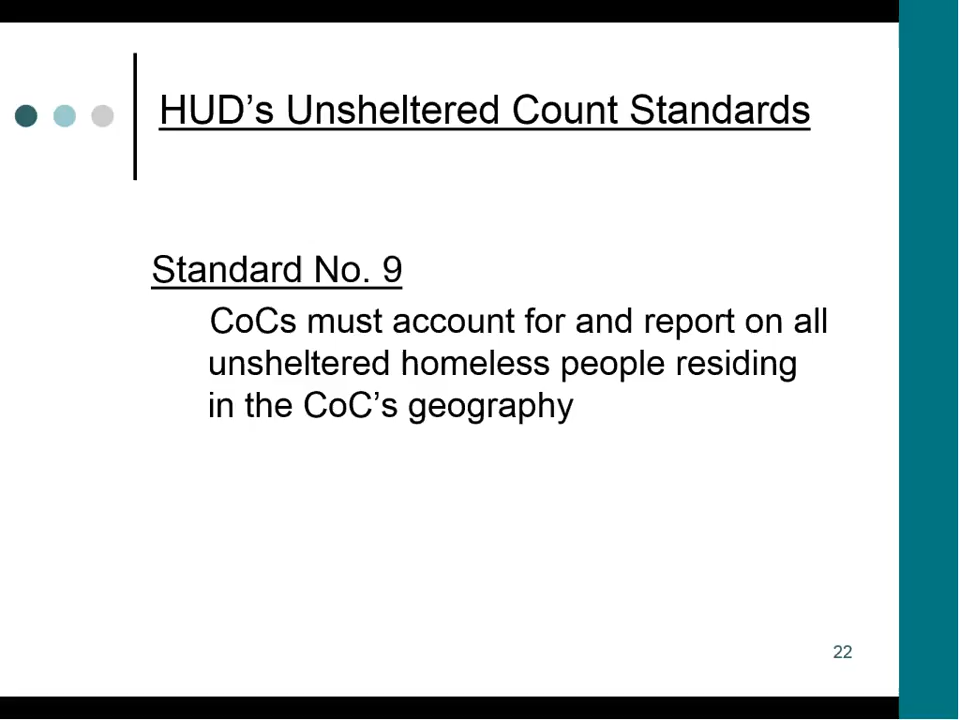 HUD’s Unsheltered Count Standards
Standard No. 9
CoCs must account for and report on all
unsheltered homeless people residing
in the CoC’s geography
22